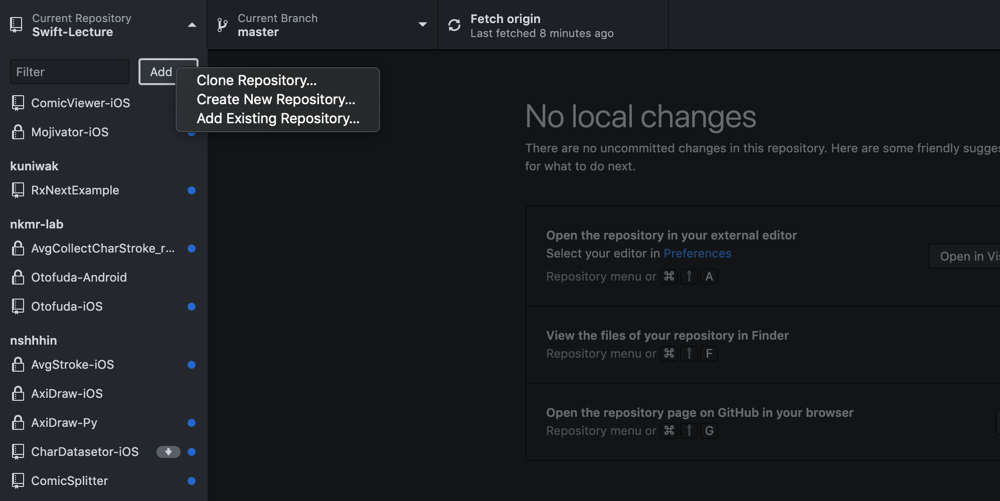 Current Repository
Swift-Lecture
Current Branch
master
Fetch origin
Last fetched 8 minutes ago
Filter
Add
Clone Repository...
Create New Repository...
Add Existing Repository...
ComicViewer-iOS
Mojivator-iOS
kuniwak
RxNextExample
nkmr-lab
AvgCollectCharStroke_r...
Otofuda-Android
Otofuda-iOS
nshhhin
AvgStroke-iOS
AxiDraw-iOS
AxiDraw-Py
CharDatasetor-iOS
ComicSplitter
No local changes
There are no uncommitted changes in this repository. Here are some friendly sugges
for what to do next.
Open the repository in your external editor
Select your editor in Preferences
Repository menu or ⌘ ⇧ A
Open in Vis
View the files of your repository in Finder
Repository menu or ⌘ ⇧ F
Open the repository page on GitHub in your browser
Repository menu or ⌘ ⇧ G